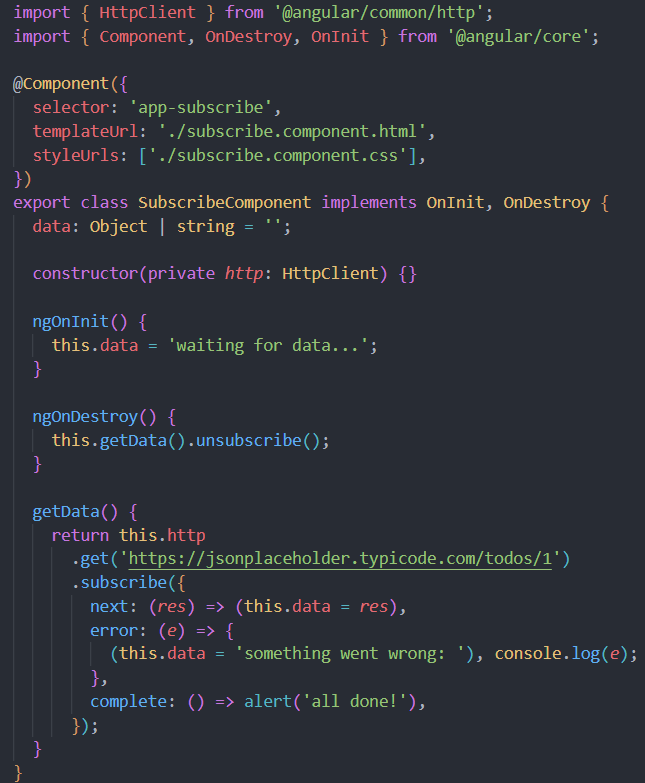 import { HttpClient } from '@angular/common/http';
import { Component, OnDestroy, OnInit } from '@angular/core';

@Component({
  selector: 'app-subscribe',
  templateUrl: './subscribe.component.html',
  styleUrls: ['./subscribe.component.css'],
})
export class SubscribeComponent implements OnInit, OnDestroy {
  data: Object | string = '';

  constructor(private http: HttpClient) {}

  ngOnInit() {
    this.data = 'waiting for data...';
  }

  ngOnDestroy() {
    this.getData().unsubscribe();
  }

  getData() {
    return this.http
      .get('https://jsonplaceholder.typicode.com/todos/1')
      .subscribe({
        next: (res) => (this.data = res),
        error: (e) => {
          (this.data = 'something went wrong: '), console.log(e);
        },
        complete: () => alert('all done!'),
      });
  }
}